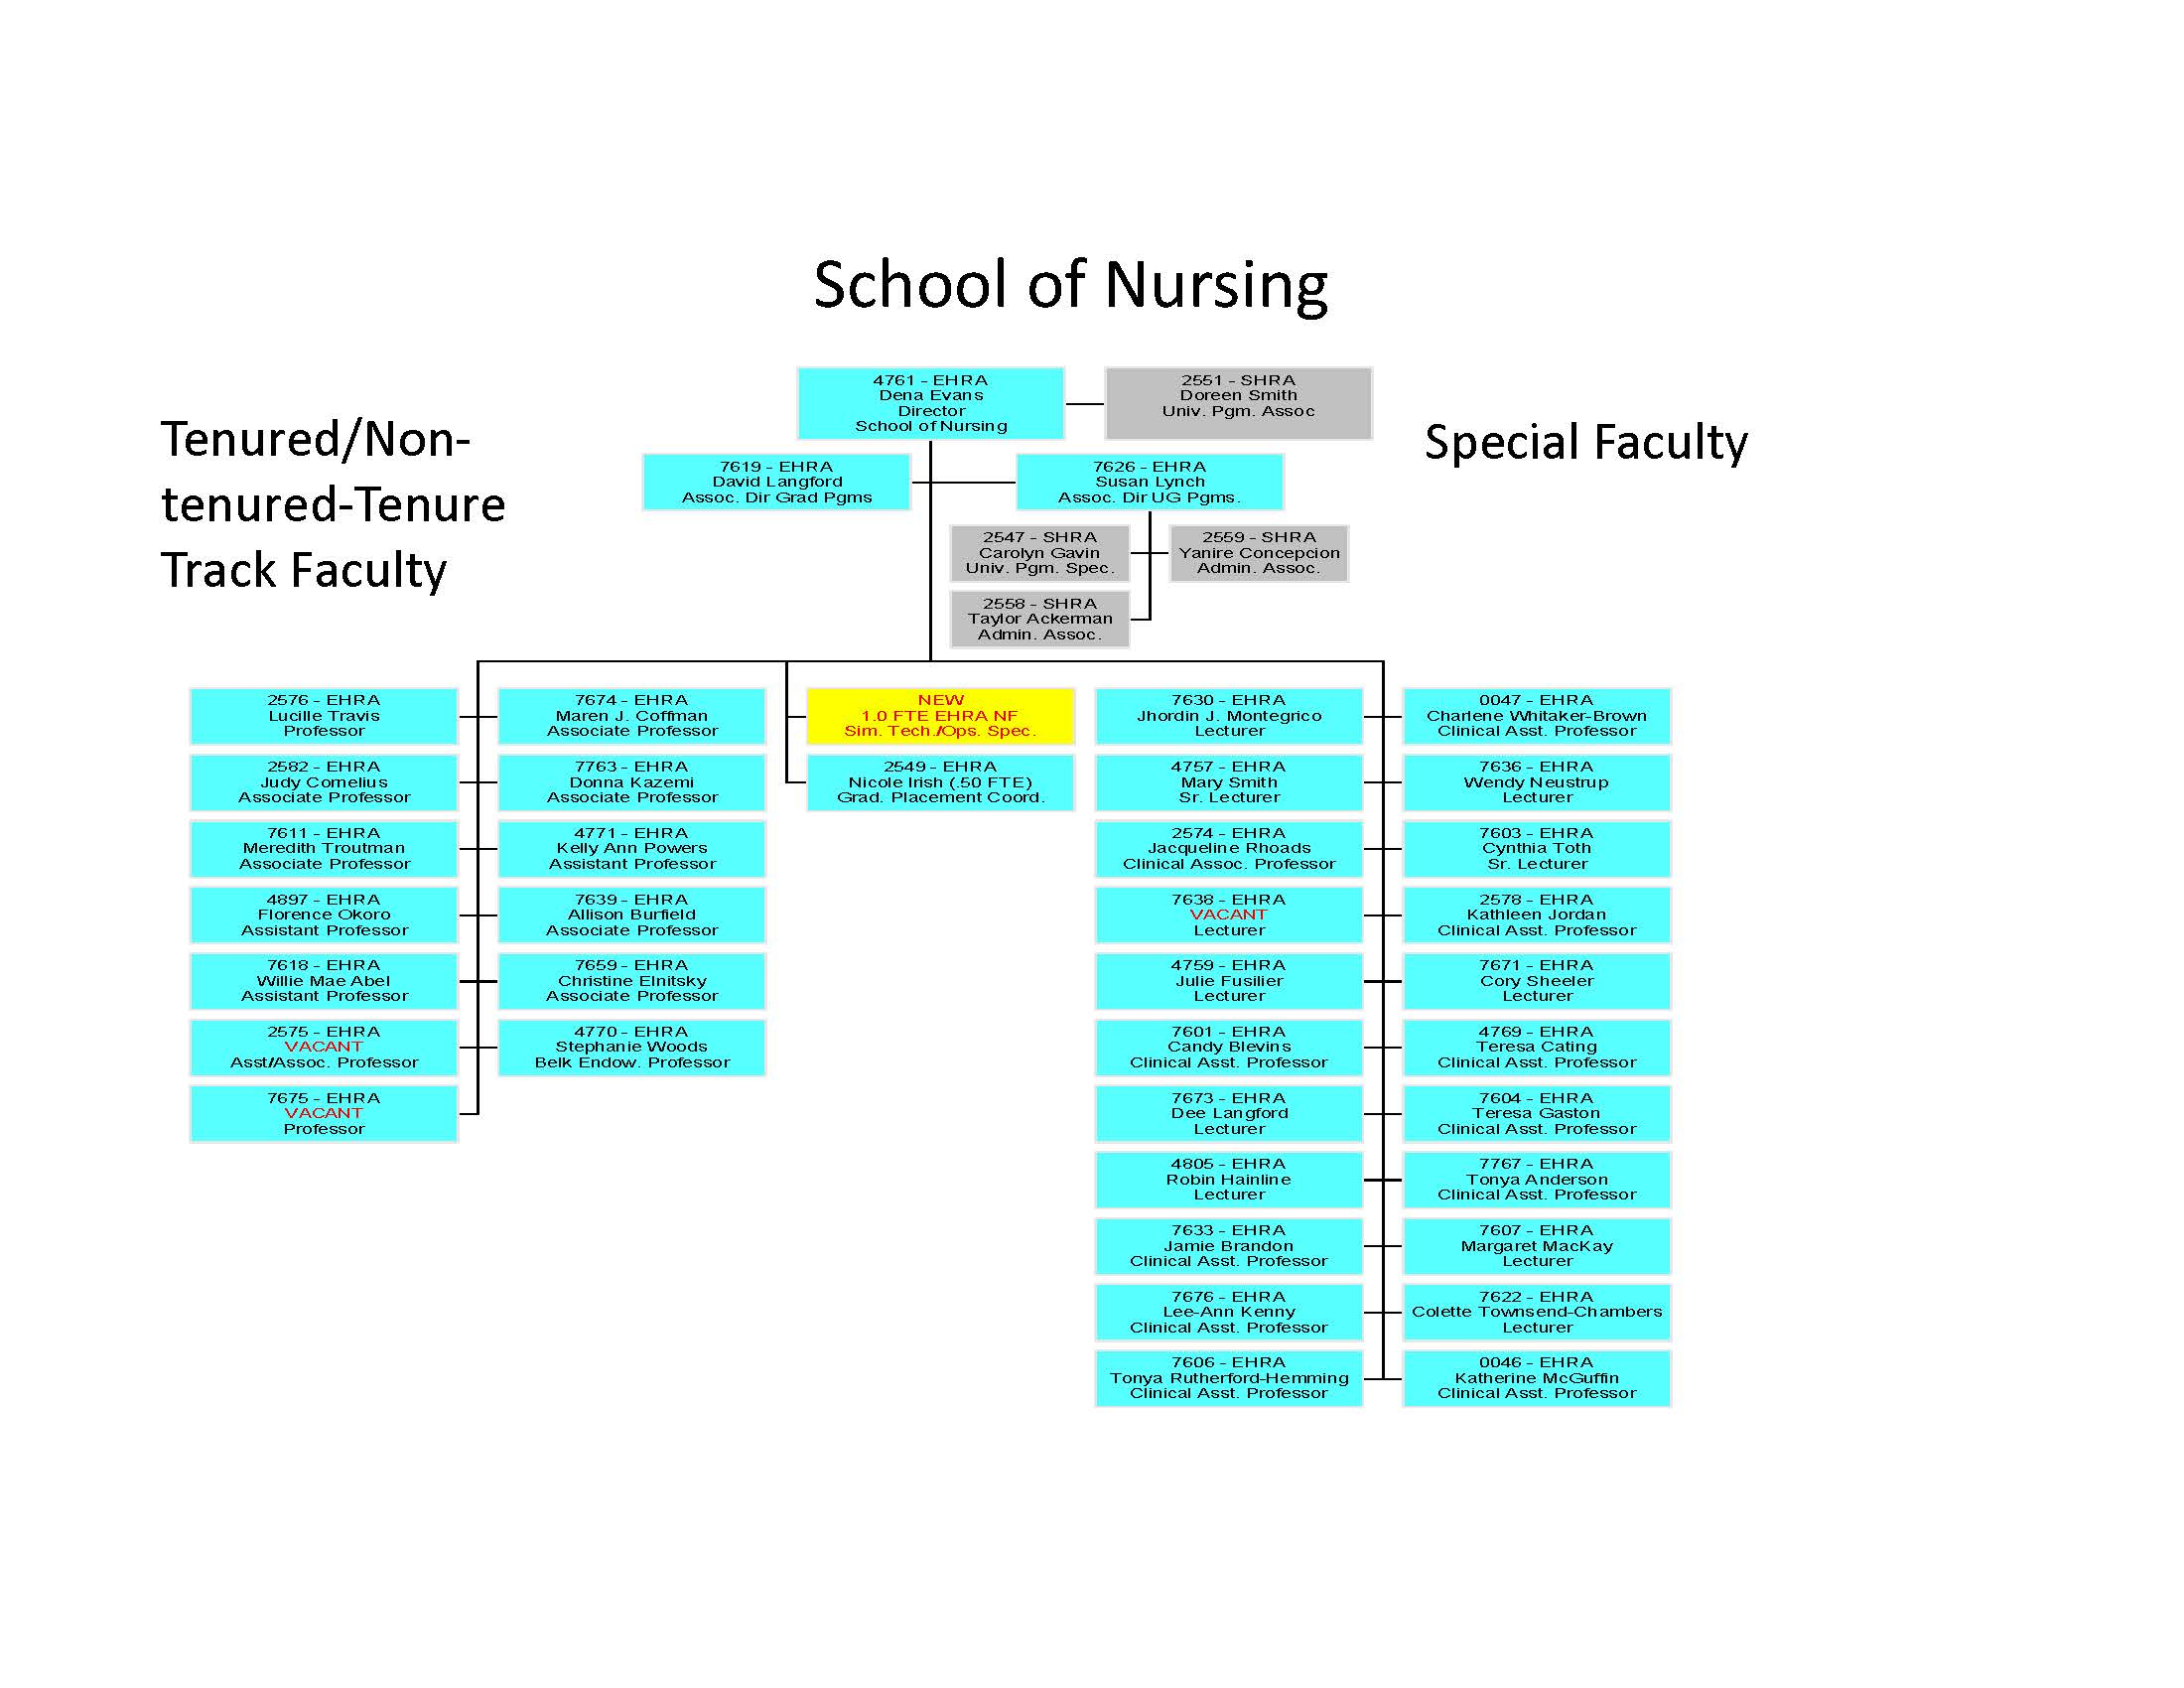 School of Nursing
4761 - EHRA
Dena Evans
Director
School of Nursing
2551 - SHRA
Doreen Smith
Univ. Pgm. Assoc
Tenured/Non-
tenured-Tenure
Track Faculty
Special Faculty
7619 - EHRA
David Langford
Assoc. Dir Grad Pgms
7626 - EHRA
Susan Lynch
Assoc. Dir UG Pgms.
2547 - SHRA
Carolyn Gavin
Univ. Pgm. Spec.
2559 - SHRA
Yanire Concepcion
Admin. Assoc.
2558 - SHRA
Taylor Ackerman
Admin. Assoc.
2576 - EHRA
Lucille Travis
Professor
7674 - EHRA
Maren J. Coffman
Associate Professor
2582 - EHRA
Judy Cornelius
Associate Professor
7763 - EHRA
Donna Kazemi
Associate Professor
7611 - EHRA
Meredith Troutman
Associate Professor
4771 - EHRA
Kelly Ann Powers
Assistant Professor
4897 - EHRA
Florence Okoro
Assistant Professor
7639 - EHRA
Allison Burfield
Associate Professor
7618 - EHRA
Willie Mae Abel
Assistant Professor
7659 - EHRA
Christine Elnitsky
Associate Professor
2575 - EHRA
VACANT
Asst/Assoc. Professor
4770 - EHRA
Stephanie Woods
Belk Endow. Professor
7675 - EHRA
VACANT
Professor
NEW
1.0 FTE EHRA NF
Sim. Tech./Ops. Spec.
2549 - EHRA
Nicole Irish (.50 FTE)
Grad. Placement Coord.
7630 - EHRA
Jhordin J. Montegrico
Lecturer
0047 - EHRA
Charlene Whitaker-Brown
Clinical Asst. Professor
4757 - EHRA
Mary Smith
Sr. Lecturer
7636 - EHRA
Wendy Neustrup
Lecturer
2574 - EHRA
Jacqueline Rhoads
Clinical Assoc. Professor
7603 - EHRA
Cynthia Toth
Sr. Lecturer
7638 - EHRA
VACANT
Lecturer
2578 - EHRA
Kathleen Jordan
Clinical Asst. Professor
4759 - EHRA
Julie Fusilier
Lecturer
7671 - EHRA
Cory Sheeler
Lecturer
7601 - EHRA
Candy Blevins
Clinical Asst. Professor
4769 - EHRA
Teresa Cating
Clinical Asst. Professor
7673 - EHRA
Dee Langford
Lecturer
7604 - EHRA
Teresa Gaston
Clinical Asst. Professor
4805 - EHRA
Robin Hainline
Lecturer
7767 - EHRA
Tonya Anderson
Clinical Asst. Professor
7633 - EHRA
Jamie Brandon
Clinical Asst. Professor
7607 - EHRA
Margaret MacKay
Lecturer
7676 - EHRA
Lee-Ann Kenny
Clinical Asst. Professor
7622 - EHRA
Colette Townsend-Chambers
Lecturer
7606 - EHRA
Tonya Rutherford-Hemming
Clinical Asst. Professor
0046 - EHRA
Katherine McGuffin
Clinical Asst. Professor